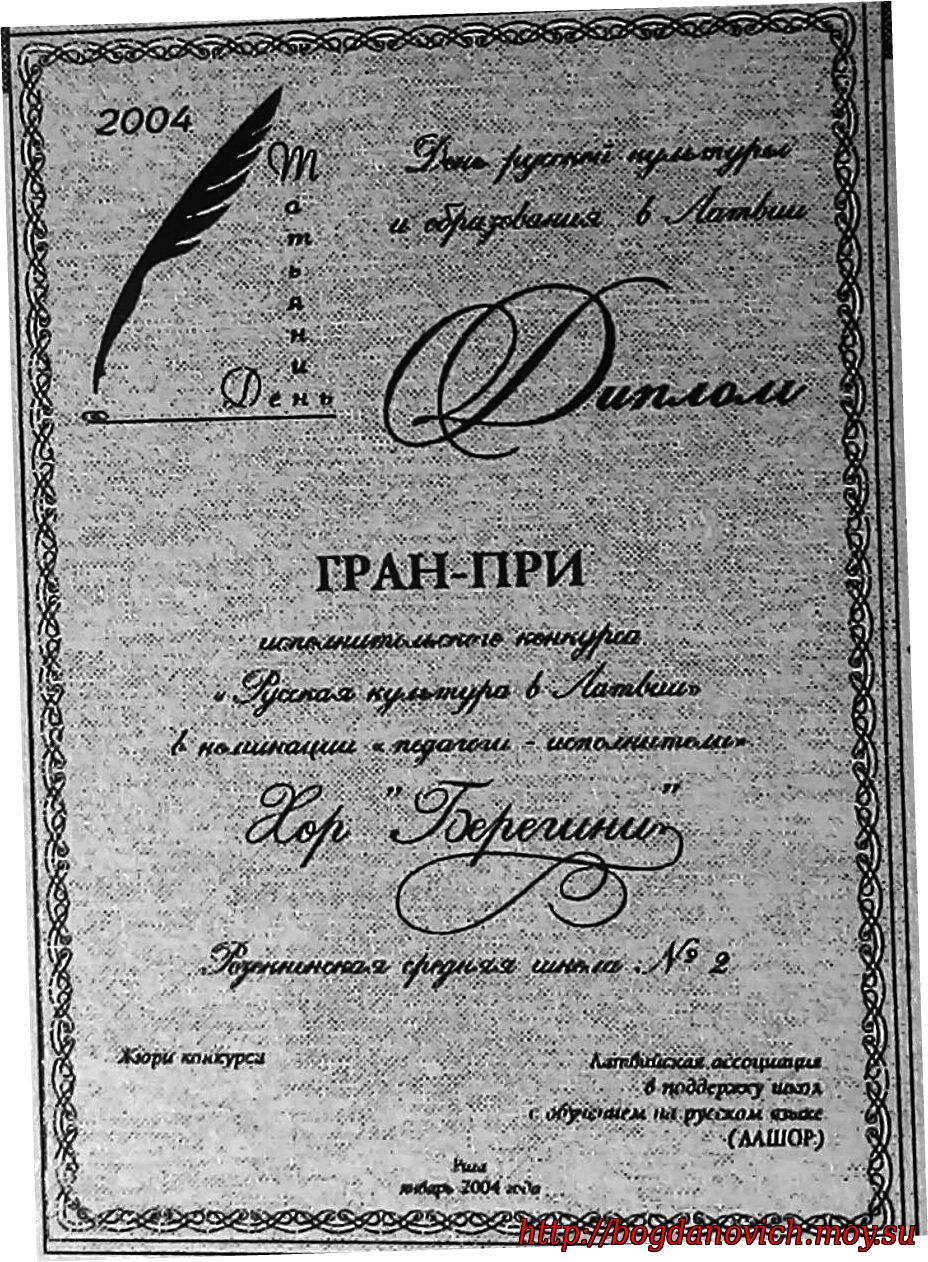 2004
Татьянин
День
День русской культуры
и образования в Латвии
Диплом
ГРАН-ПРИ
исполнительского конкурса
«Русская культура в Латвии»
в номинации «педагоги - исполнители»
Хор "Берегини"
средняя школа № 2
Жюри конкурса
Латвийская ассоциация
в поддержку школ
с обучением на русском языке
(ЛАШОР)
Рига
январь 2004 года
http://bogdanovich.moy.su